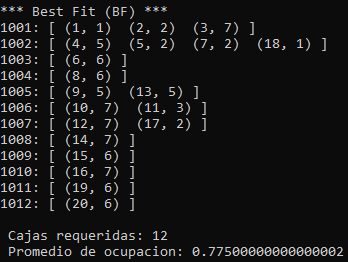 *** Best Fit (BF) ***
1001: [ (1, 1)  (2, 2)  (3, 7) ]
1002: [ (4, 5)  (5, 2)  (7, 2)  (18, 1) ]
1003: [ (6, 6) ]
1004: [ (8, 6) ]
1005: [ (9, 5)  (13, 5) ]
1006: [ (10, 7)  (11, 3) ]
1007: [ (12, 7)  (17, 2) ]
1008: [ (14, 7) ]
1009: [ (15, 6) ]
1010: [ (16, 7) ]
1011: [ (19, 6) ]
1012: [ (20, 6) ]
Cajas requeridas: 12
Promedio de ocupacion: 0.77500000000000002